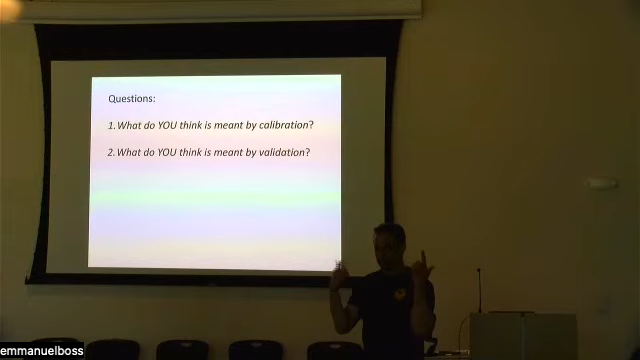 Questions:
1. What do YOU think is meant by calibration?
2. What do YOU think is meant by validation?
emmanuelboss